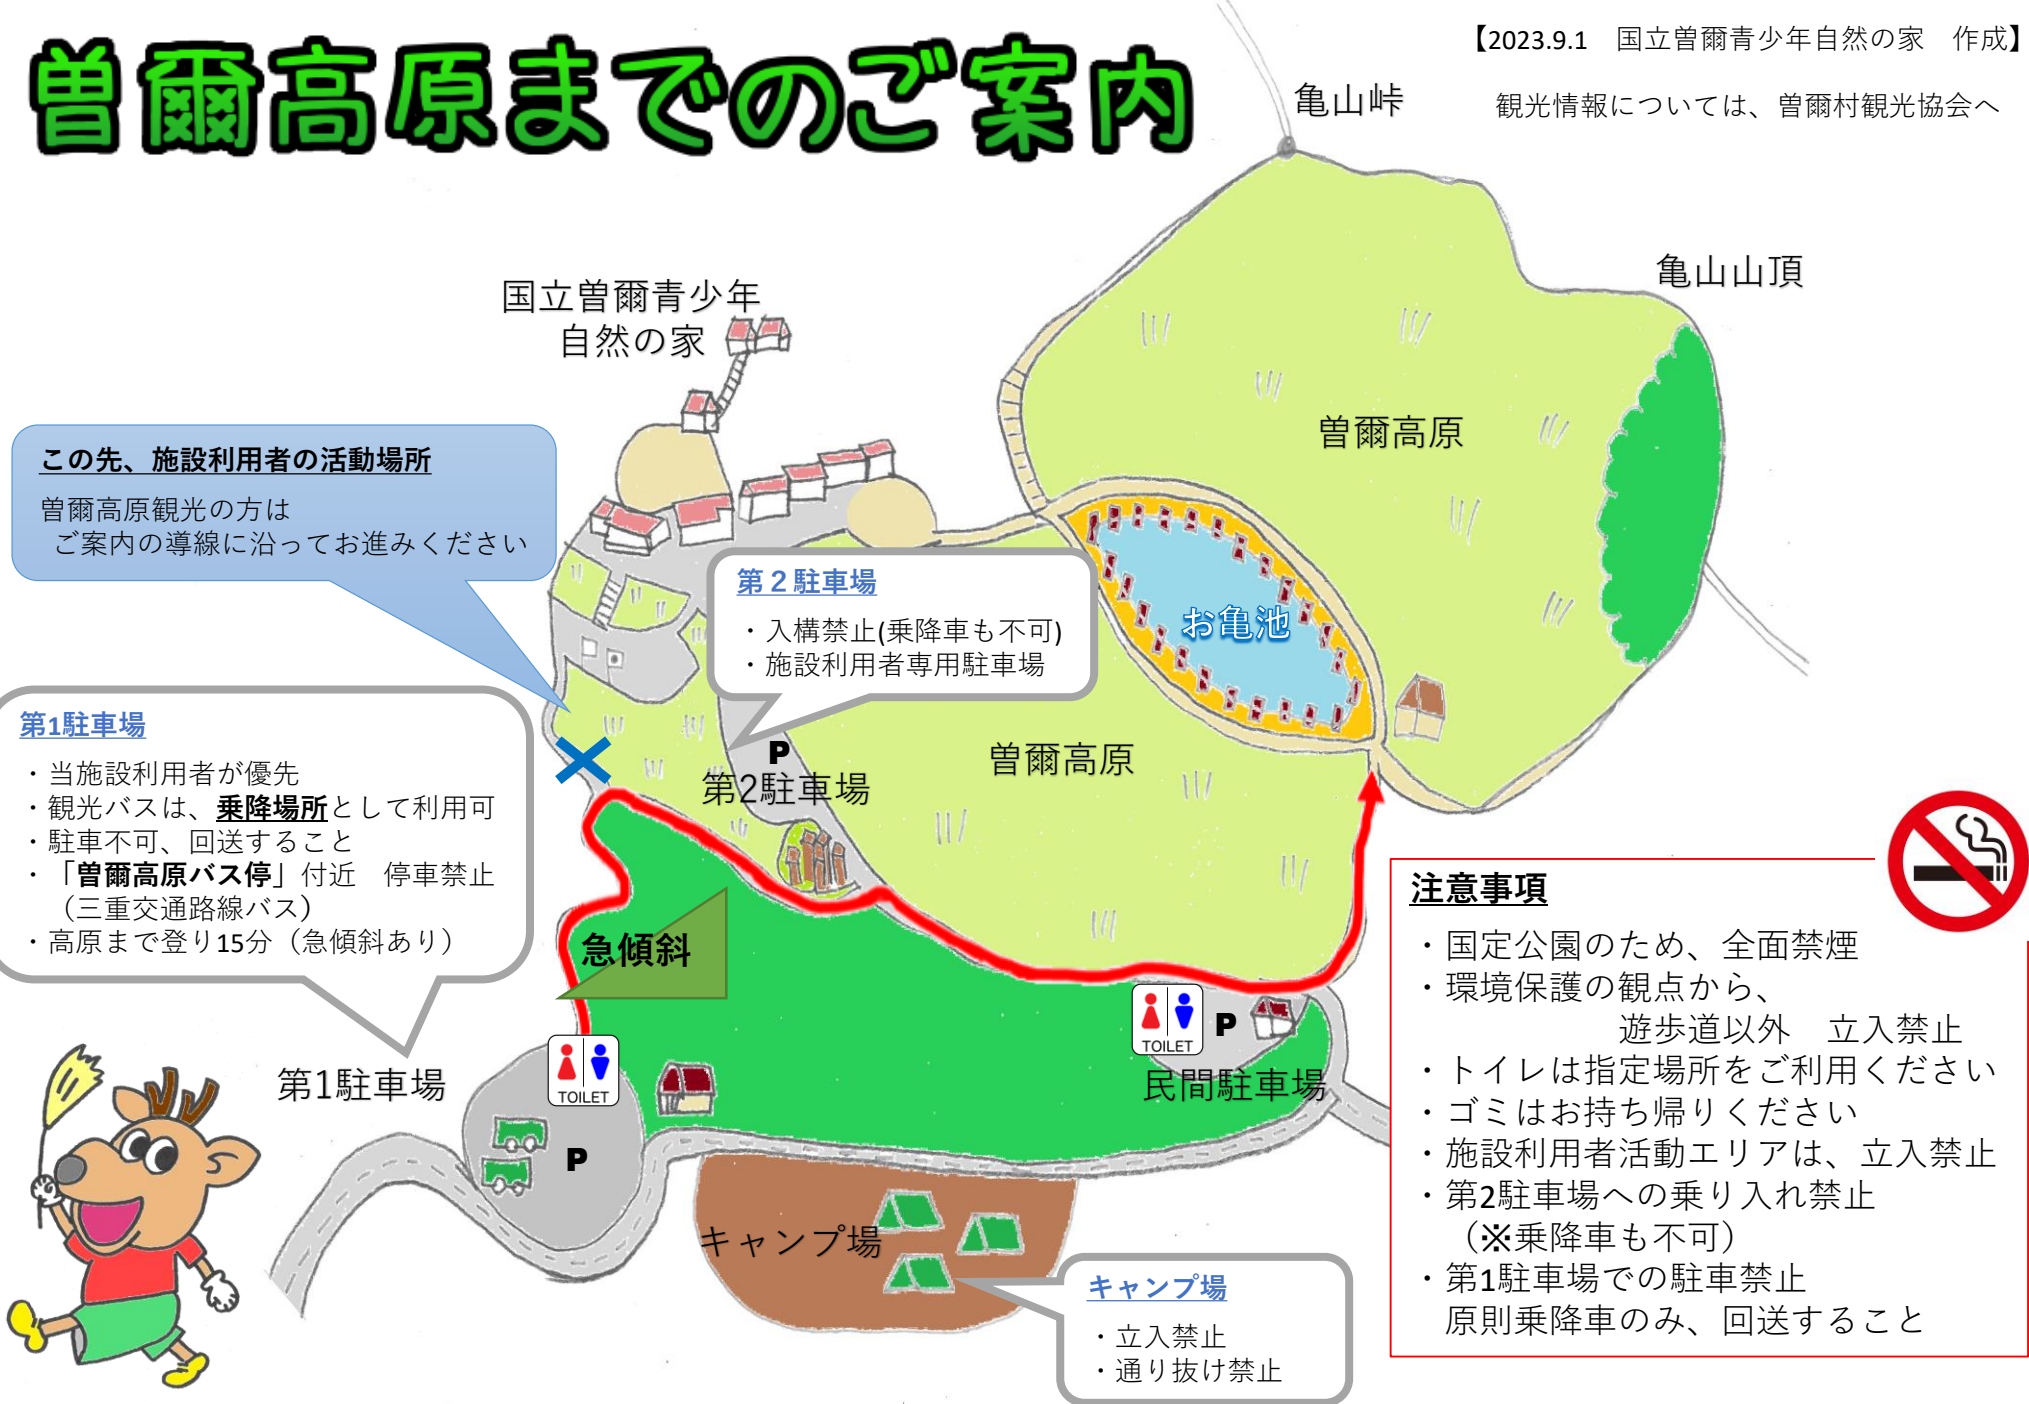 曽爾高原までのご案内
【2023.9.1　国立曽爾青少年自然の家　作成】
観光情報については、曽爾村観光協会へ
亀山峠
亀山山頂
国立曽爾青少年
自然の家
曽爾高原
この先、施設利用者の活動場所
曽爾高原観光の方は
ご案内の導線に沿ってお進みください
第２駐車場
・入構禁止(乗降車も不可)
・施設利用者専用駐車場
お亀池
第1駐車場
・当施設利用者が優先
・観光バスは、乗降場所として利用可
・駐車不可、回送すること
・「曽爾高原バス停」付近　停車禁止
（三重交通路線バス）
・高原まで登り15分（急傾斜あり）
P
第2駐車場
曽爾高原
急傾斜
TOILET
P
民間駐車場
第1駐車場
TOILET
P
キャンプ場
キャンプ場
・立入禁止
・通り抜け禁止
注意事項
・国定公園のため、全面禁煙
・環境保護の観点から、
遊歩道以外　立入禁止
・トイレは指定場所をご利用ください
・ゴミはお持ち帰りください
・施設利用者活動エリアは、立入禁止
・第2駐車場への乗り入れ禁止
（※乗降車も不可）
・第1駐車場での駐車禁止
原則乗降車のみ、回送すること